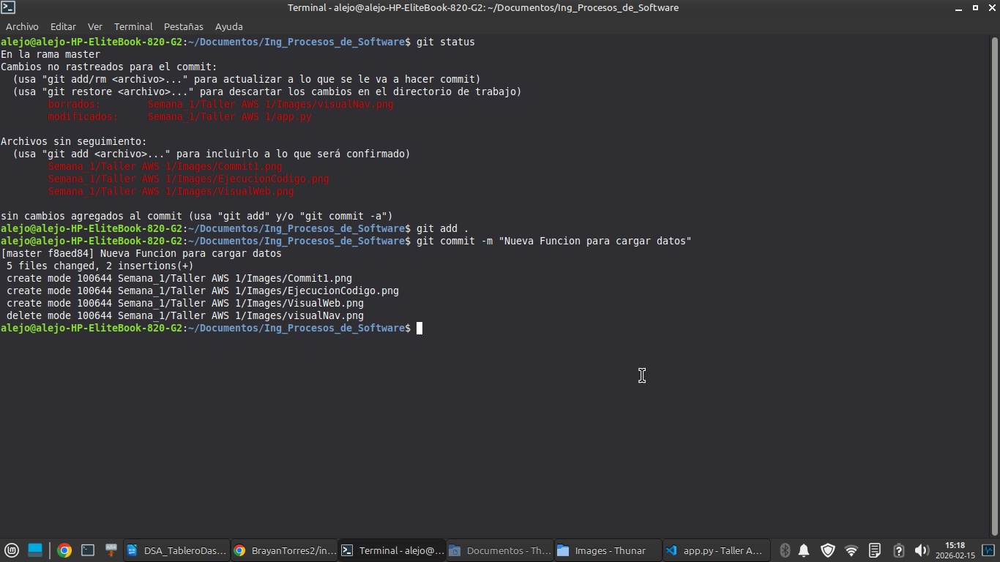 Terminal - alejo@alejo-HP-EliteBook-820-G2: ~/Documentos/Ing_Procesos_de_Software
Archivo Editar Ver Terminal Pestañas Ayuda
alejo@alejo-HP-EliteBook-820-G2:~/Documentos/Ing_Procesos_de_Software$ git status
En la rama master
Cambios no rastreados para el commit:
  (usa "git add/rm <archivo>..." para actualizar a lo que se le va a hacer commit)
  (usa "git restore <archivo>..." para descartar los cambios en el directorio de trabajo)
        borrados:        Semana_1/Taller AWS 1/Images/visualNav.png
        modificados:     Semana_1/Taller AWS 1/app.py
Archivos sin seguimiento:
  (usa "git add <archivo>..." para incluirlo a lo que será confirmado)
        Semana_1/Taller AWS 1/Images/Commit1.png
        Semana_1/Taller AWS 1/Images/EjecucionCodigo.png
        Semana_1/Taller AWS 1/Images/VisualWeb.png
sin cambios agregados al commit (usa "git add" y/o "git commit -a")
alejo@alejo-HP-EliteBook-820-G2:~/Documentos/Ing_Procesos_de_Software$ git add .
alejo@alejo-HP-EliteBook-820-G2:~/Documentos/Ing_Procesos_de_Software$ git commit -m "Nueva Funcion para cargar datos"
[master f8aed84] Nueva Funcion para cargar datos
 5 files changed, 2 insertions(+)
 create mode 100644 Semana_1/Taller AWS 1/Images/Commit1.png
 create mode 100644 Semana_1/Taller AWS 1/Images/EjecucionCodigo.png
 create mode 100644 Semana_1/Taller AWS 1/Images/VisualWeb.png
 delete mode 100644 Semana_1/Taller AWS 1/Images/visualNav.png
alejo@alejo-HP-EliteBook-820-G2:~/Documentos/Ing_Procesos_de_Software$
DSA_TableroDas... BrayanTorres2/in... Terminal - alejo@... Documentos - Th... Images - Thunar app.py - Taller A... 15:18
2026-02-15